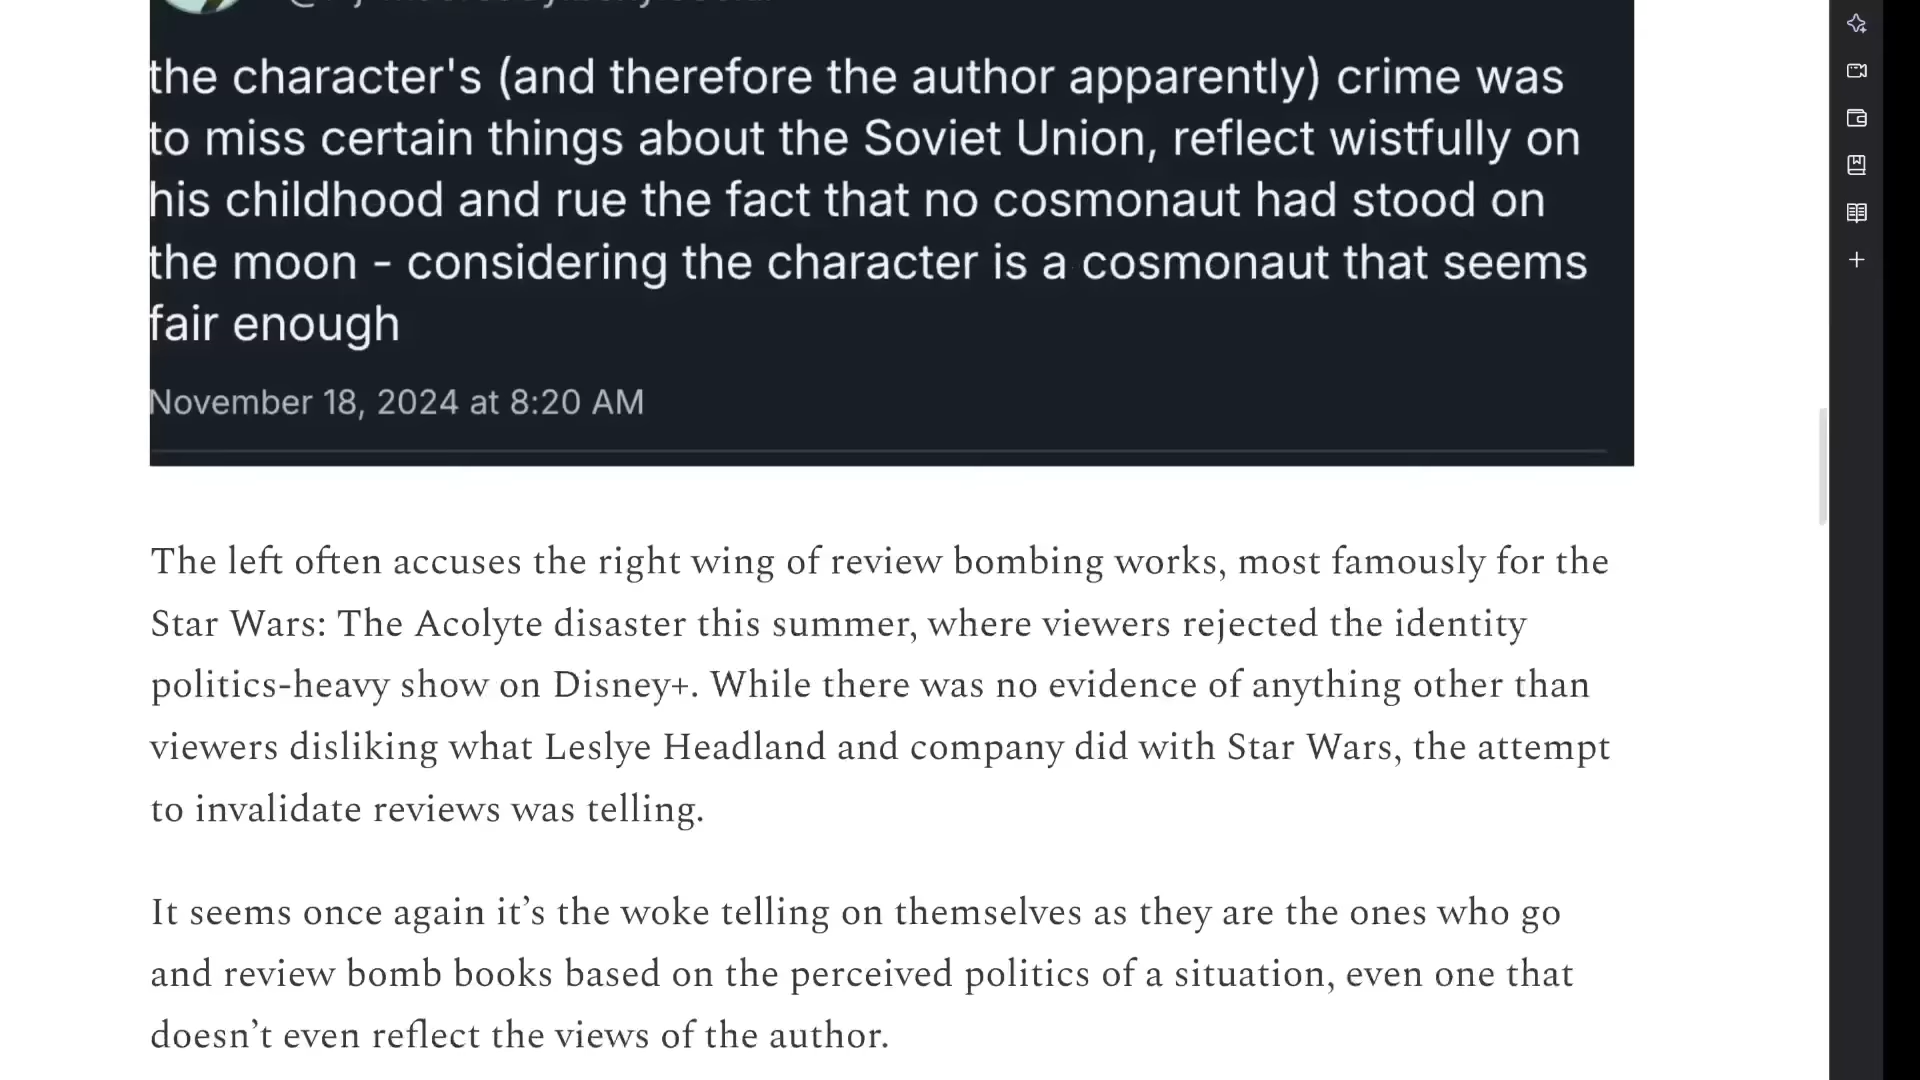 the character's (and therefore the author apparently) crime was
to miss certain things about the Soviet Union, reflect wistfully on
his childhood and rue the fact that no cosmonaut had stood on
the moon - considering the character is a cosmonaut that seems
fair enough
November 18, 2024 at 8:20 AM
The left often accuses the right wing of review bombing works, most famously for the
Star Wars: The Acolyte disaster this summer, where viewers rejected the identity
politics-heavy show on Disney+. While there was no evidence of anything other than
viewers disliking what Leslye Headland and company did with Star Wars, the attempt
to invalidate reviews was telling.
It seems once again it’s the woke telling on themselves as they are the ones who go
and review bomb books based on the perceived politics of a situation, even one that
doesn’t even reflect the views of the author.